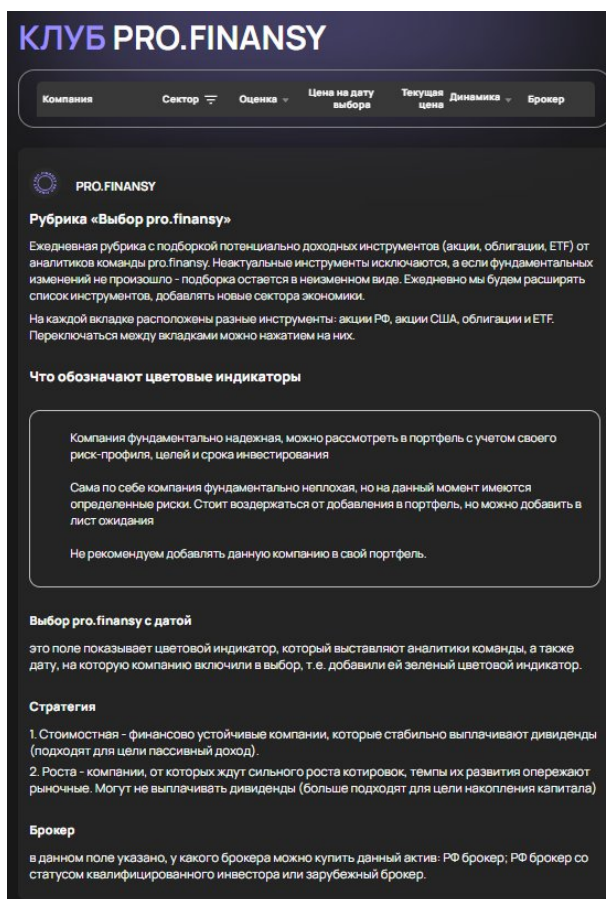 КЛУБ PRO.FINANSY
Компания Сектор Оценка Цена на дату выбора Текущая цена Динамика Брокер
PRO.FINANSY
Рубрика «Выбор pro.finansy»
Ежедневная рубрика с подборкой потенциально доходных инструментов (акции, облигации, ETF) от
аналитиков команды pro.finansy. Неактуальные инструменты исключаются, а если фундаментальных
изменений не произошло - подборка остается в неизменном виде. Ежедневно мы будем расширять
список инструментов, добавлять новые сектора экономики.
На каждой вкладке расположены разные инструменты: акции РФ, акции США, облигации и ETF.
Переключаться между вкладками можно нажатием на них.
Что обозначают цветовые индикаторы
Компания фундаментально надежная, можно рассмотреть в портфель с учетом своего
риск-профиля, целей и срока инвестирования
Сама по себе компания фундаментально неплохая, но на данный момент имеются
определенные риски. Стоит воздержаться от добавления в портфель, но можно добавить в
лист ожидания
Не рекомендуем добавлять данную компанию в свой портфель.
Выбор pro.finansy с датой
это поле показывает цветовой индикатор, который выставляют аналитики команды, а также
дату, на которую компанию включили в выбор, т.е. добавили ей зеленый цветовой индикатор.
Стратегия
1. Стоимостная - финансово устойчивые компании, которые стабильно выплачивают дивиденды
(подходят для цели пассивный доход).
2. Роста - компании, от которых ждут сильного роста котировок, темпы их развития опережают
рыночные. Могут не выплачивать дивиденды (больше подходят для цели накопления капитала)
Брокер
в данном поле указано, у какого брокера можно купить данный актив: РФ брокер; РФ брокер со
статусом квалифицированного инвестора или зарубежный брокер.